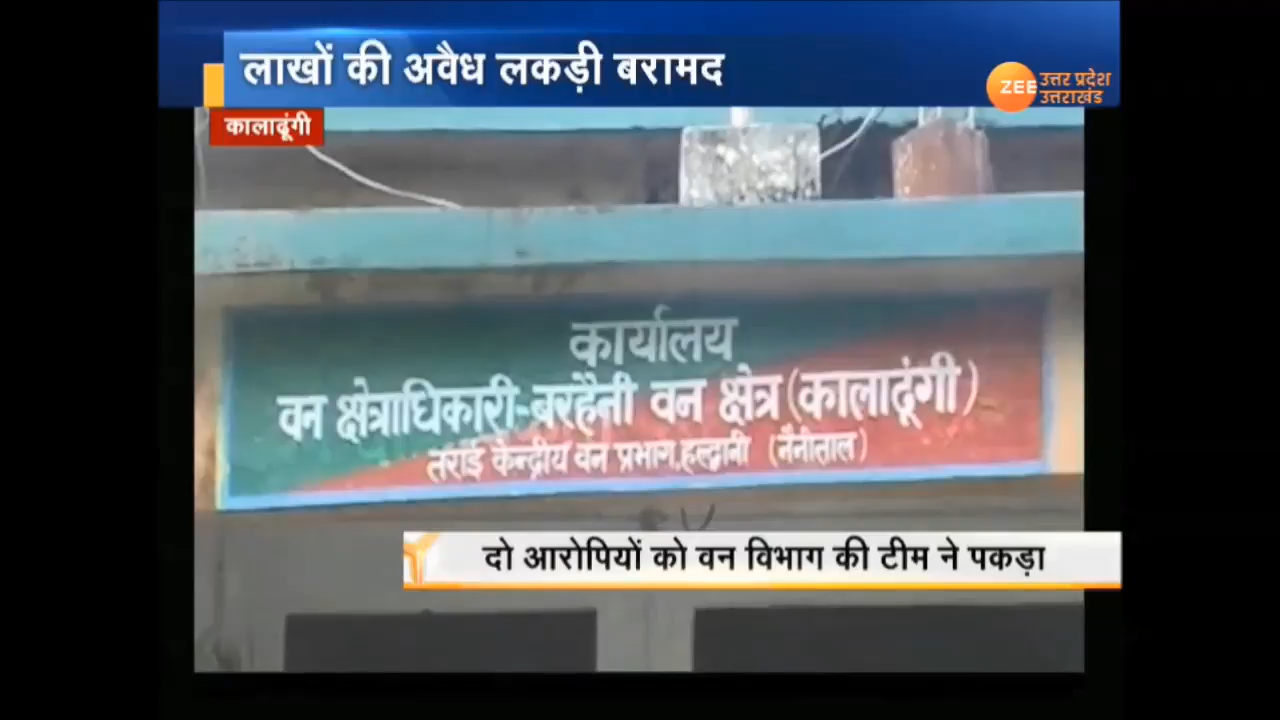 लाखों की अवैध लकड़ी बरामद
ZEE उत्तर प्रदेश
उत्तराखंड
कालाढूंगी
कार्यालय
वन क्षेत्राधिकारी-बरहैनी वन क्षेत्र (कालाढूंगी)
तराई केन्द्रीय वन प्रभाग, हल्द्वानी (नैनीताल)
दो आरोपियों को वन विभाग की टीम ने पकड़ा